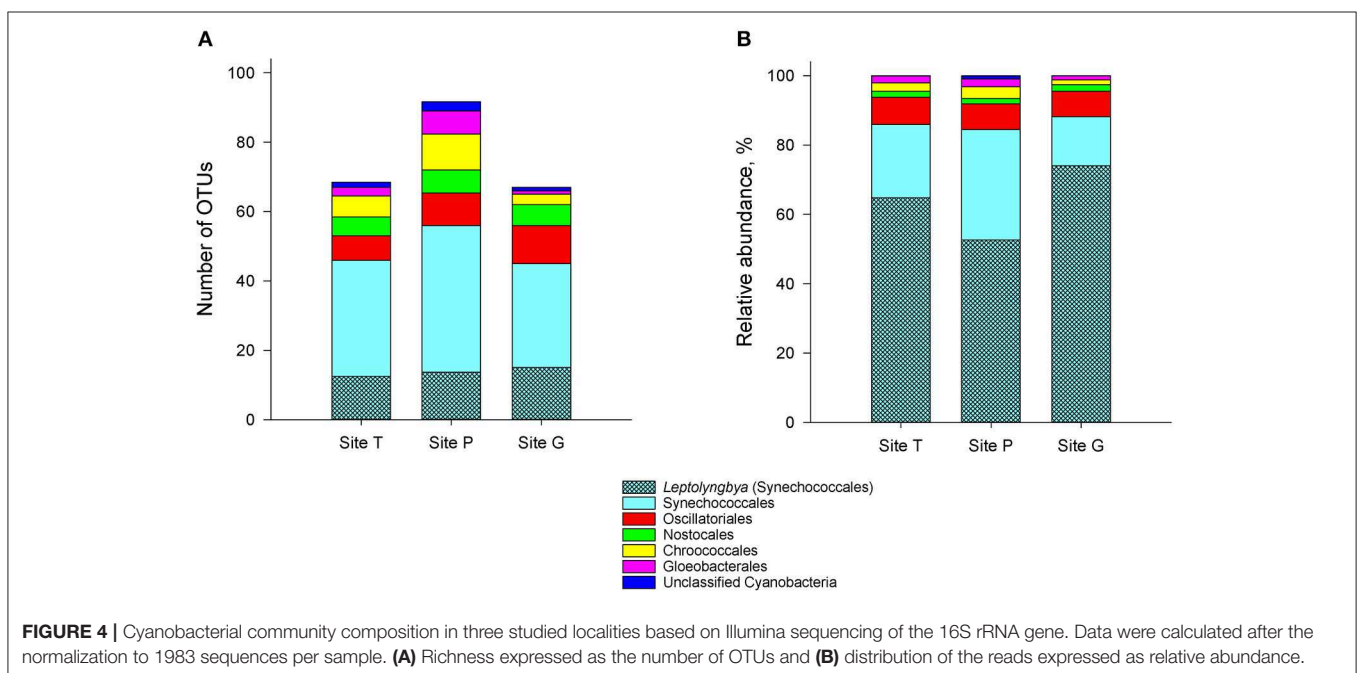 A
Number of OTUs
100
80
60
40
20
0
Site T Site P Site G
B
Relative abundance, %
100
80
60
40
20
0
Site T Site P Site G
Leptolyngbya (Synechococcales)
Synechococcales
Oscillatoriales
Nostocales
Chroococcales
Gloeobacterales
Unclassified Cyanobacteria
FIGURE 4 | Cyanobacterial community composition in three studied localities based on Illumina sequencing of the 16S rRNA gene. Data were calculated after the
normalization to 1983 sequences per sample. (A) Richness expressed as the number of OTUs and (B) distribution of the reads expressed as relative abundance.